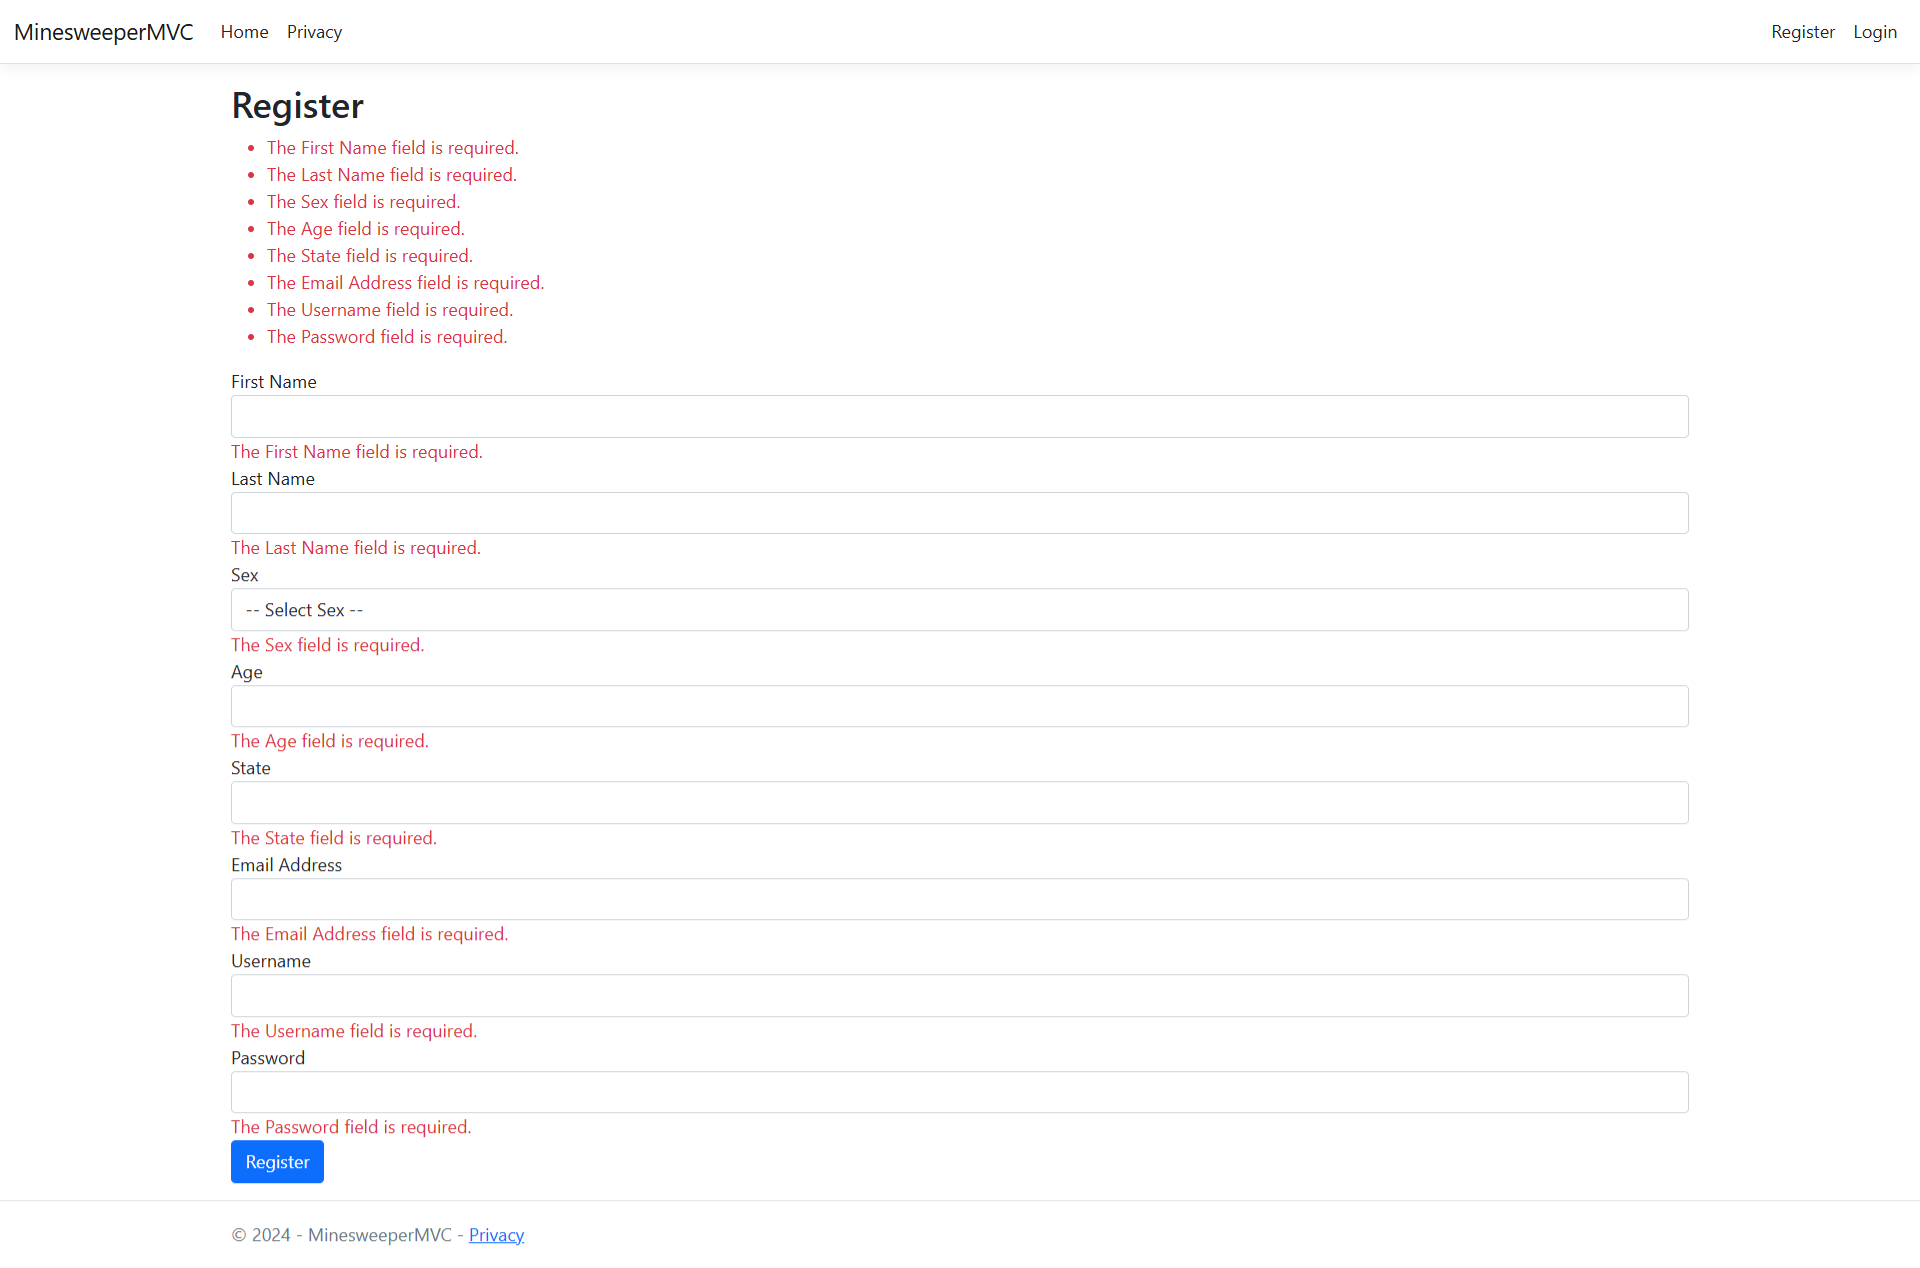 MinesweeperMVC Home Privacy Register Login
Register
• The First Name field is required.
• The Last Name field is required.
• The Sex field is required.
• The Age field is required.
• The State field is required.
• The Email Address field is required.
• The Username field is required.
• The Password field is required.
First Name
The First Name field is required.
Last Name
The Last Name field is required.
Sex
-- Select Sex --
The Sex field is required.
Age
The Age field is required.
State
The State field is required.
Email Address
The Email Address field is required.
Username
The Username field is required.
Password
The Password field is required.
Register
© 2024 - MinesweeperMVC - Privacy